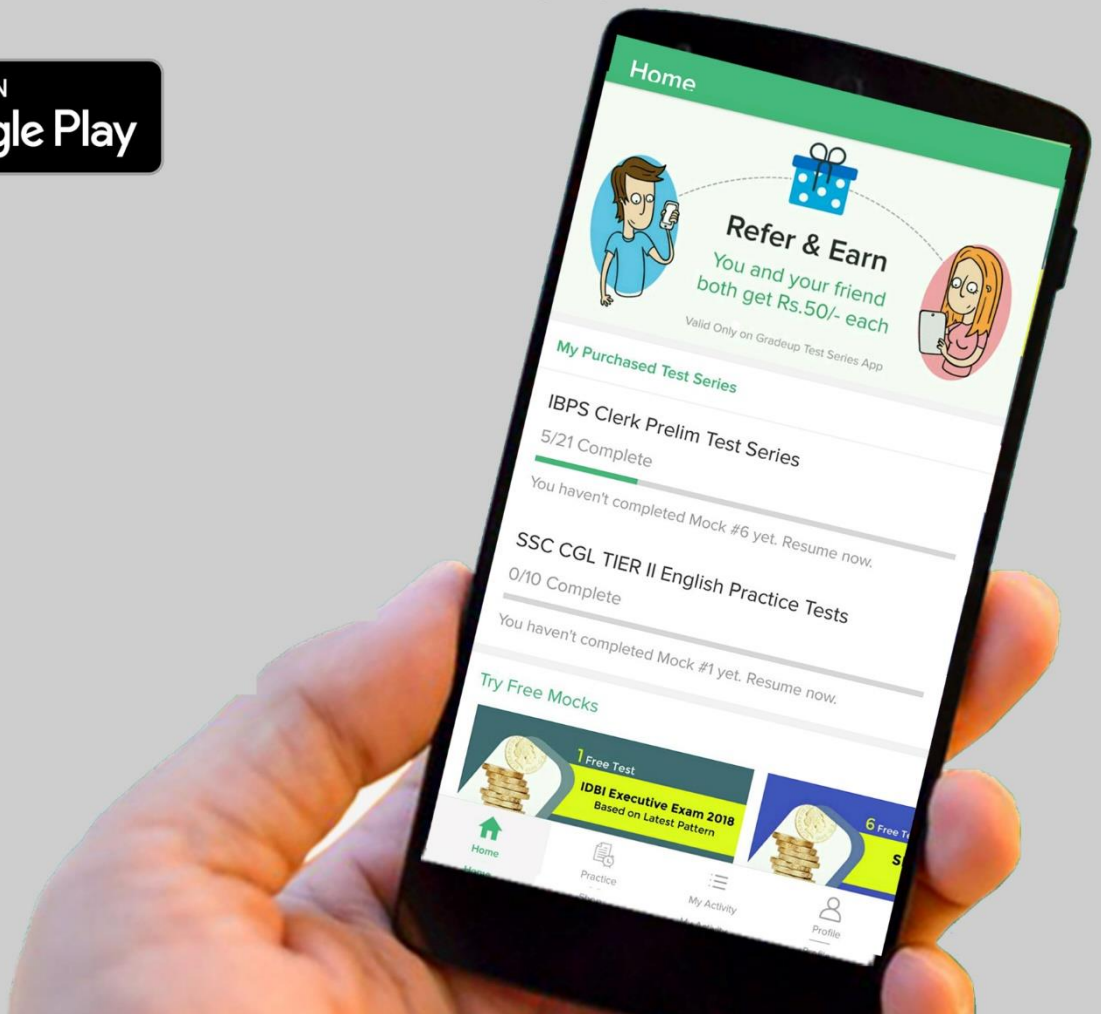 N
gle Play
Home
Refer & Earn
You and your friend
both get Rs.50/- each
Valid Only on Gradeup Test Series App
My Purchased Test Series
IBPS Clerk Prelim Test Series
5/21 Complete
You haven't completed Mock #6 yet. Resume now.
SSC CGL TIER II English Practice Tests
0/10 Complete
You haven't completed Mock #1 yet. Resume now.
Try Free Mocks
1 Free Test
IDBI Executive Exam 2018
Based on Latest Pattern
6 Free Te
S
Home
Practice
My Activity
Profile
Home